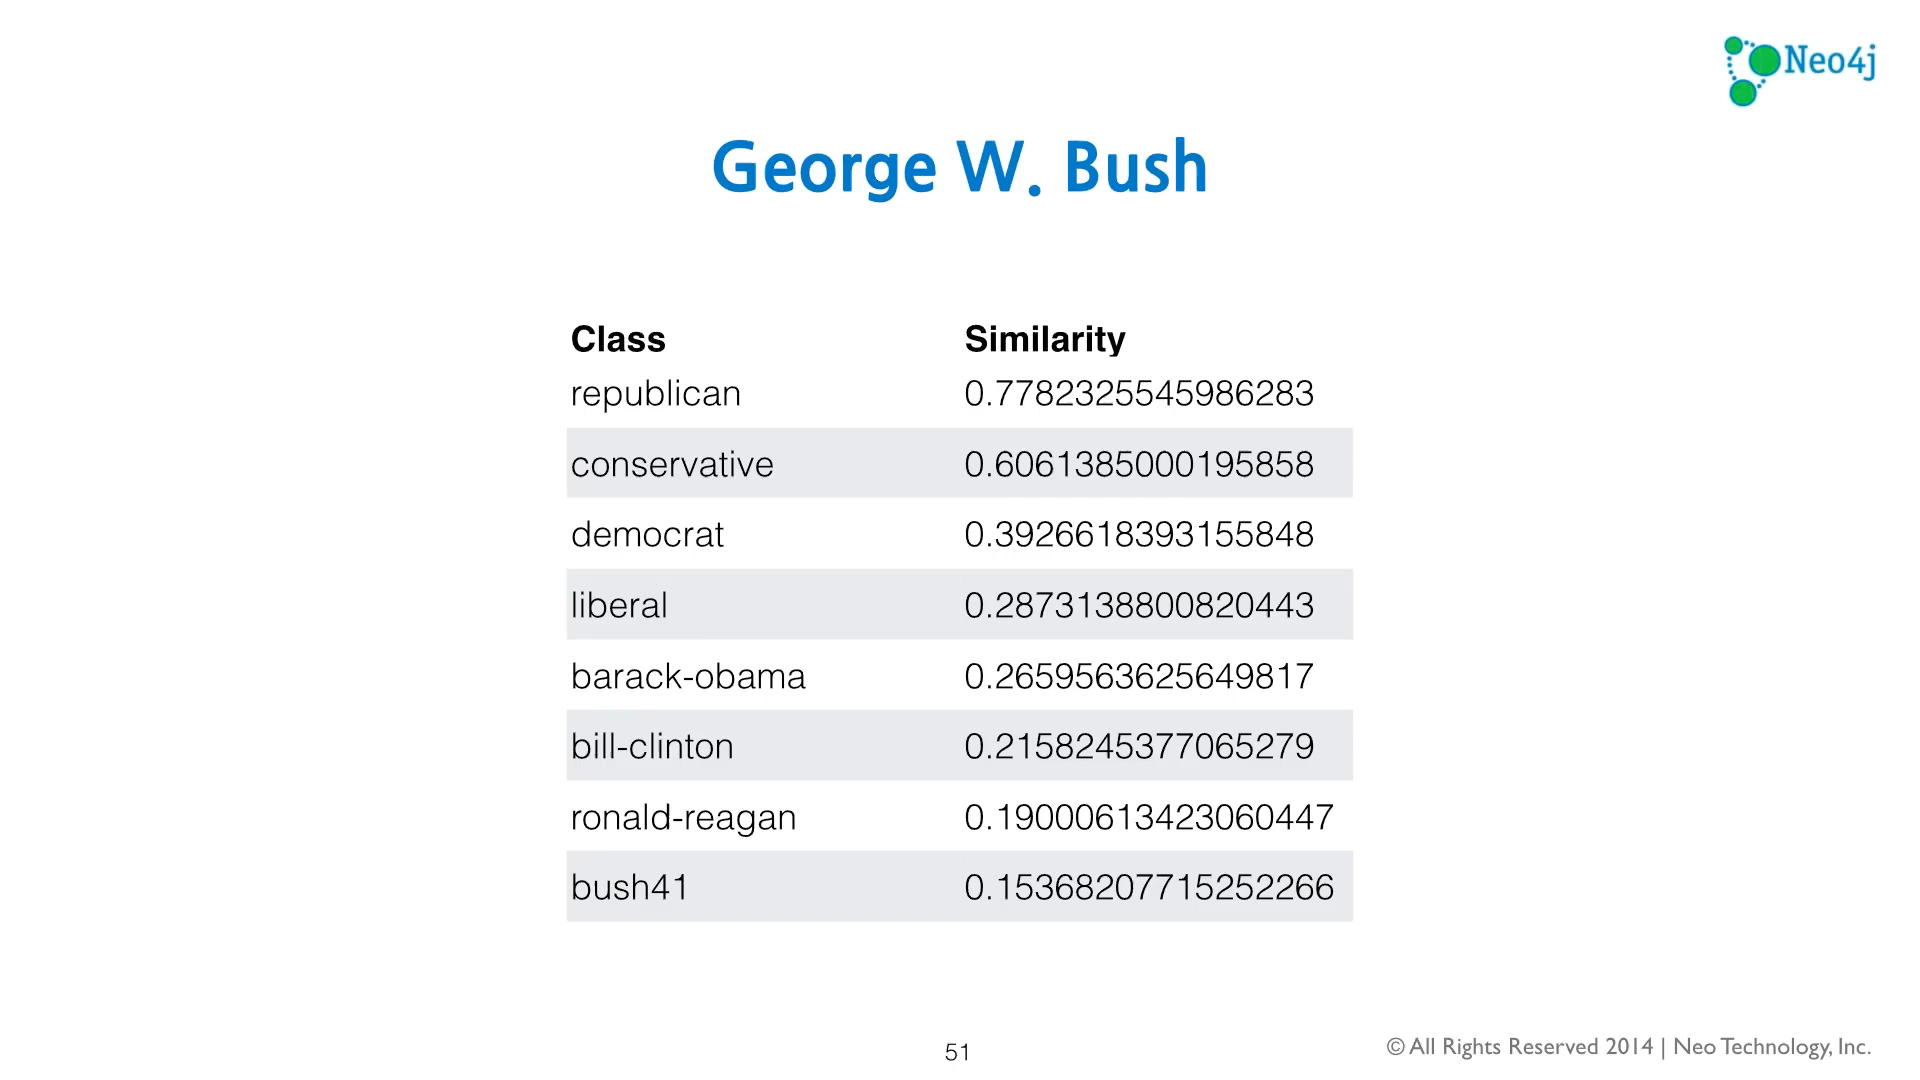 Neo4j
George W. Bush
Class Similarity
republican 0.7782325545986283
conservative 0.6061385000195858
democrat 0.3926618393155848
liberal 0.2873138800820443
barack-obama 0.2659563625649817
bill-clinton 0.2158245377065279
ronald-reagan 0.19000613423060447
bush41 0.15368207715252266
51
© All Rights Reserved 2014 | Neo Technology, Inc.